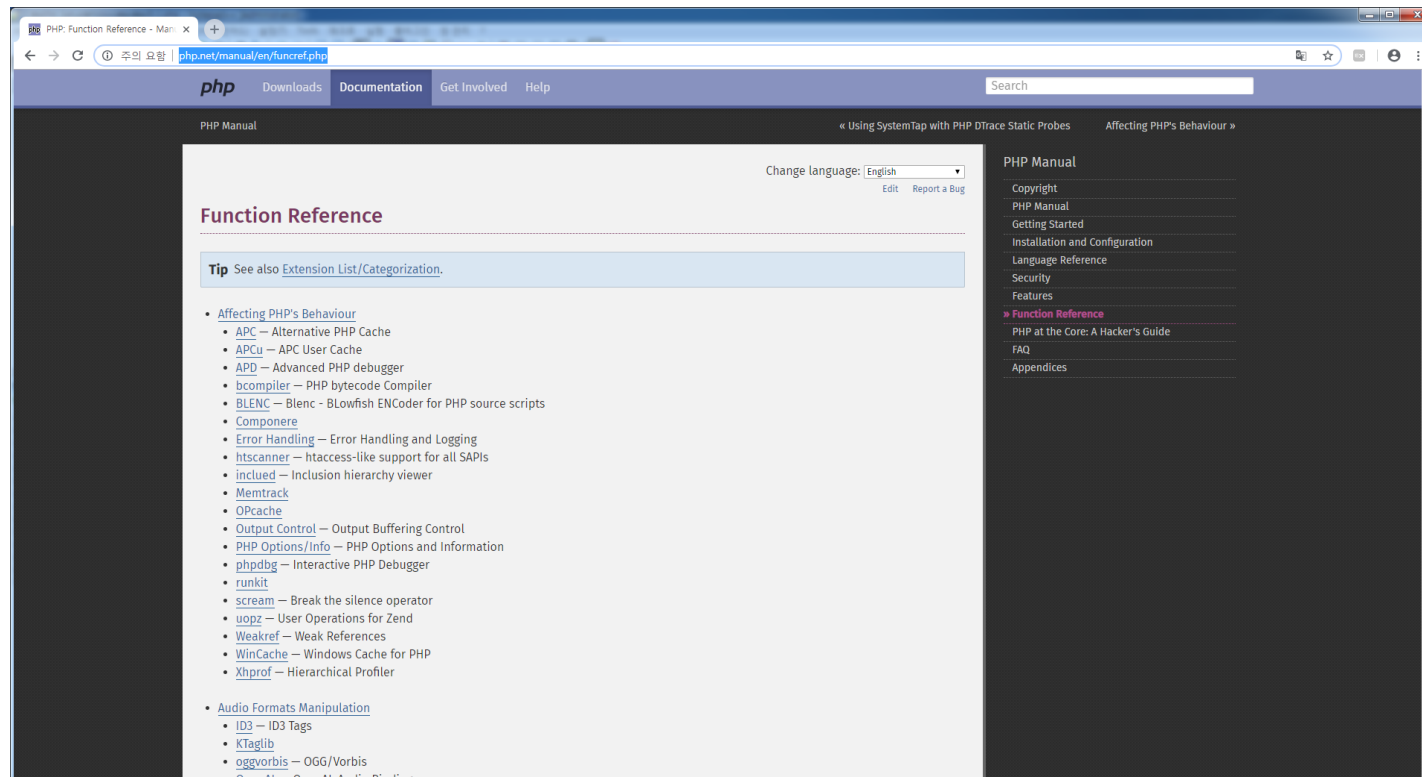 PHP: Function Reference - Man
주의 요함 | php.net/manual/en/funcref.php
php Downloads Documentation Get Involved Help Search
PHP Manual « Using SystemTap with PHP DTrace Static Probes Affecting PHP's Behaviour »
Change language: English
Edit Report a Bug
Function Reference
Tip See also Extension List/Categorization.
• Affecting PHP's Behaviour
• APC — Alternative PHP Cache
• APCu — APC User Cache
• APD — Advanced PHP debugger
• bcompiler — PHP bytecode Compiler
• BLENC — Blenc - BLowfish ENCoder for PHP source scripts
• Componere
• Error Handling — Error Handling and Logging
• htscanner — htaccess-like support for all SAPIs
• inclued — Inclusion hierarchy viewer
• Memtrack
• OPcache
• Output Control — Output Buffering Control
• PHP Options/Info — PHP Options and Information
• phpdbg — Interactive PHP Debugger
• runkit
• scream — Break the silence operator
• uopz — User Operations for Zend
• Weakref — Weak References
• WinCache — Windows Cache for PHP
• Xhprof — Hierarchical Profiler
• Audio Formats Manipulation
• ID3 — ID3 Tags
• KTaglib
• oggvorbis — OGG/Vorbis
PHP Manual
Copyright
PHP Manual
Getting Started
Installation and Configuration
Language Reference
Security
Features
» Function Reference
PHP at the Core: A Hacker's Guide
FAQ
Appendices